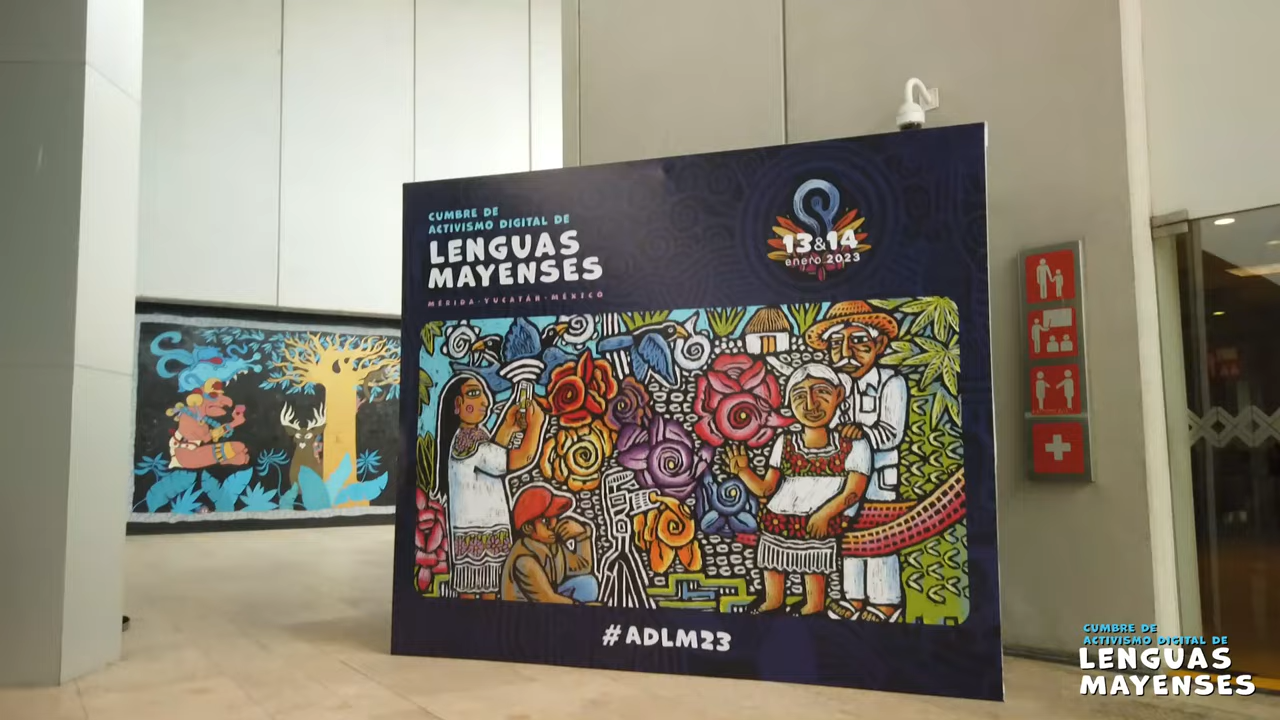 CUMBRE DE
ACTIVISMO DIGITAL DE
LENGUAS
MAYENSES
MÉRIDA · YUCATÁN · MÉXICO
13&14
enero 2023
#ADLM23
CUMBRE DE
ACTIVISMO DIGITAL DE
LENGUAS
MAYENSES